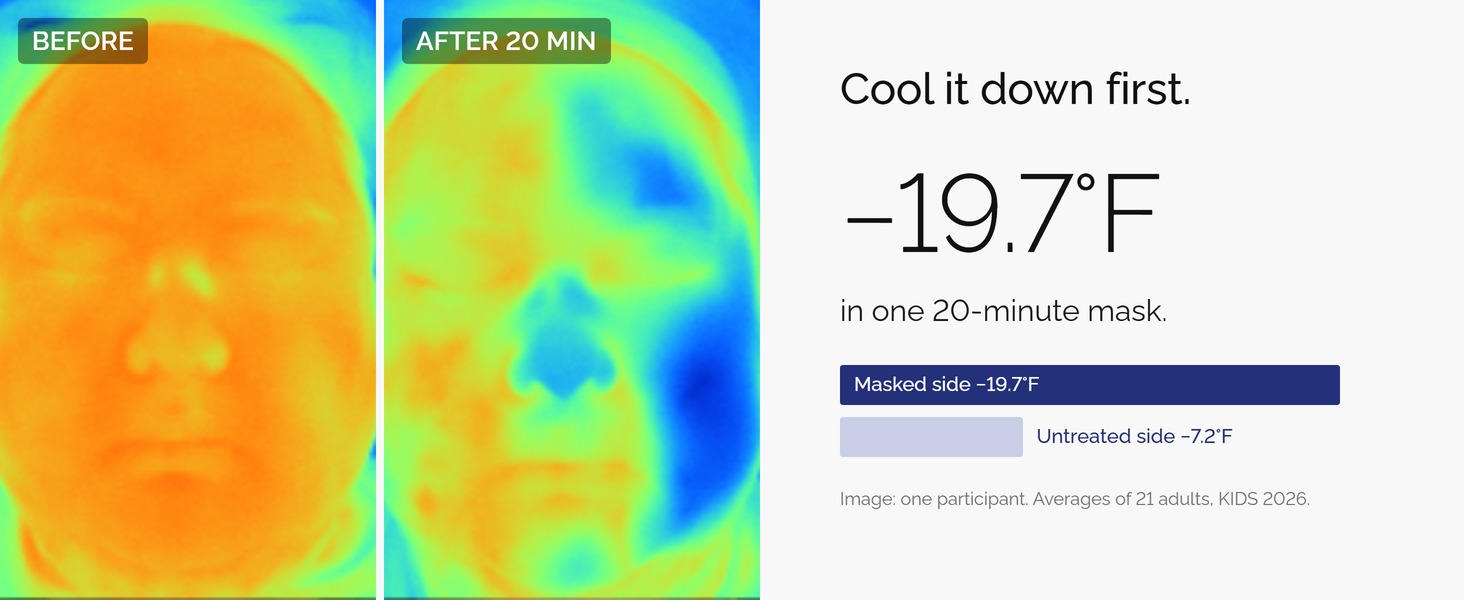 BEFORE
AFTER 20 MIN
Cool it down first.
−19.7°F
in one 20-minute mask.
Masked side −19.7°F
Untreated side −7.2°F
Image: one participant. Averages of 21 adults, KIDS 2026.